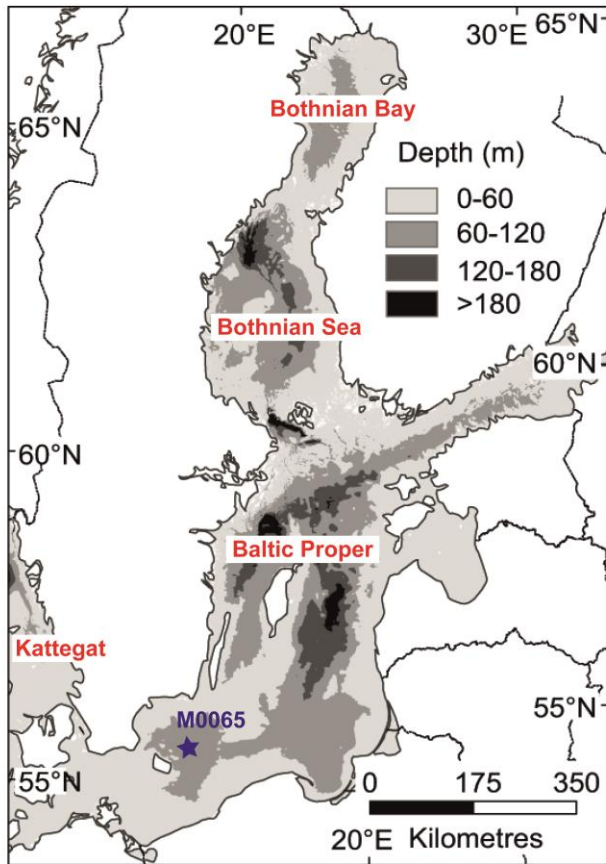 20°E
30°E
65°N
65°N
Bothnian Bay
Depth (m)
0-60
60-120
120-180
>180
Bothnian Sea
60°N
60°N
Baltic Proper
Kattegat
M0065
55°N
55°N
0
175
350
20°E
Kilometres